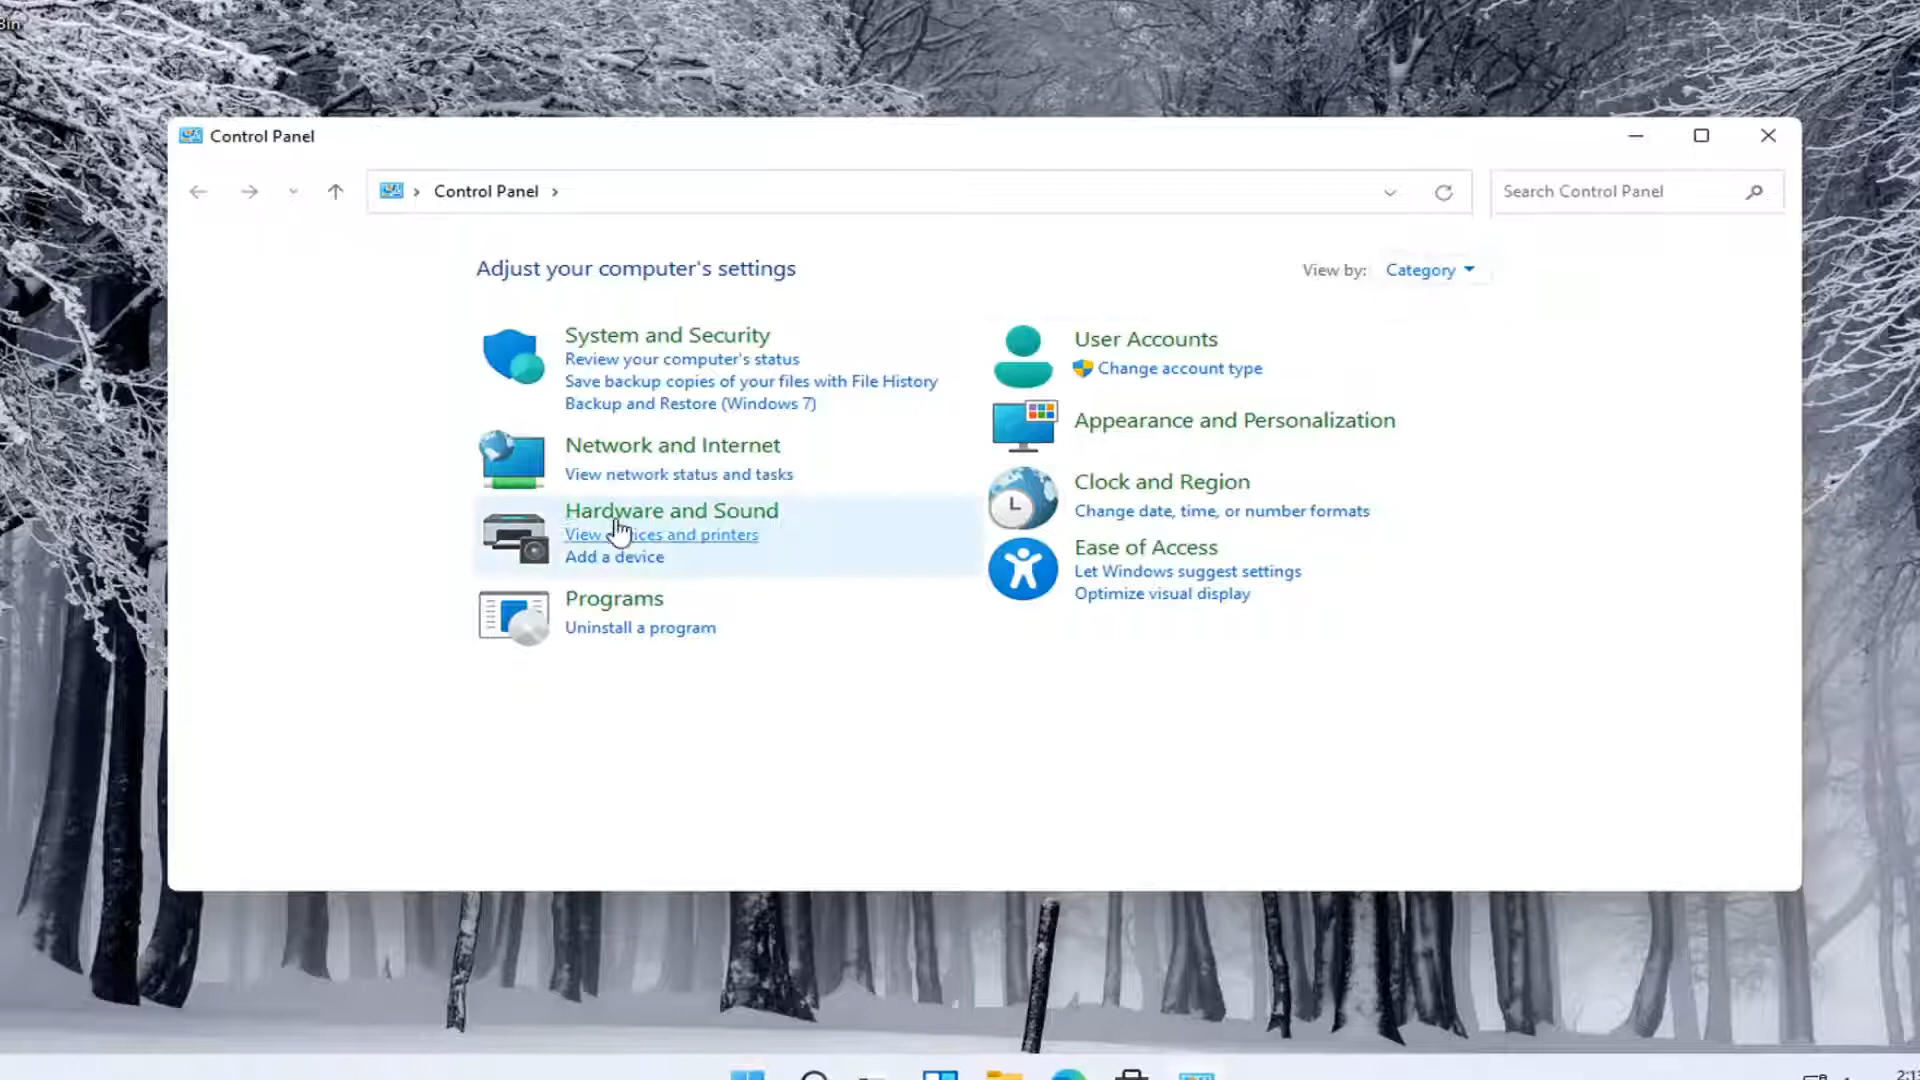 Bin
Control Panel
Control Panel
Search Control Panel
Adjust your computer's settings
View by: Category
System and Security
Review your computer's status
Save backup copies of your files with File History
Backup and Restore (Windows 7)
Network and Internet
View network status and tasks
Hardware and Sound
View and printers
Add a device
Programs
Uninstall a program
User Accounts
Change account type
Appearance and Personalization
Clock and Region
Change date, time, or number formats
Ease of Access
Let Windows suggest settings
Optimize visual display